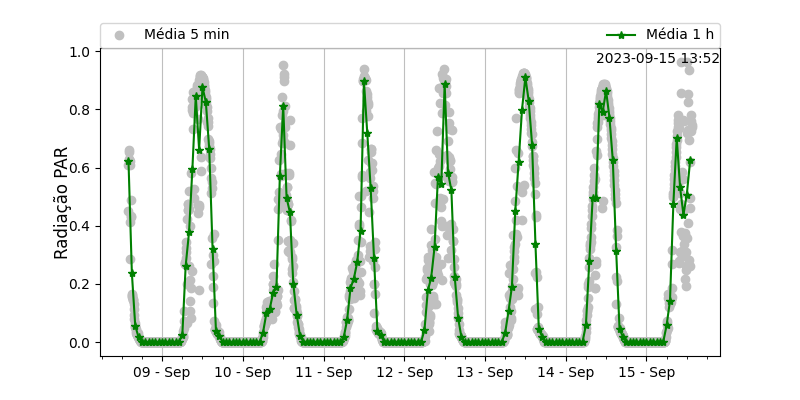 Média 5 min
Média 1 h
2023-09-15 13:52
Radiação PAR
1.0
0.8
0.6
0.4
0.2
0.0
09 - Sep
10 - Sep
11 - Sep
12 - Sep
13 - Sep
14 - Sep
15 - Sep